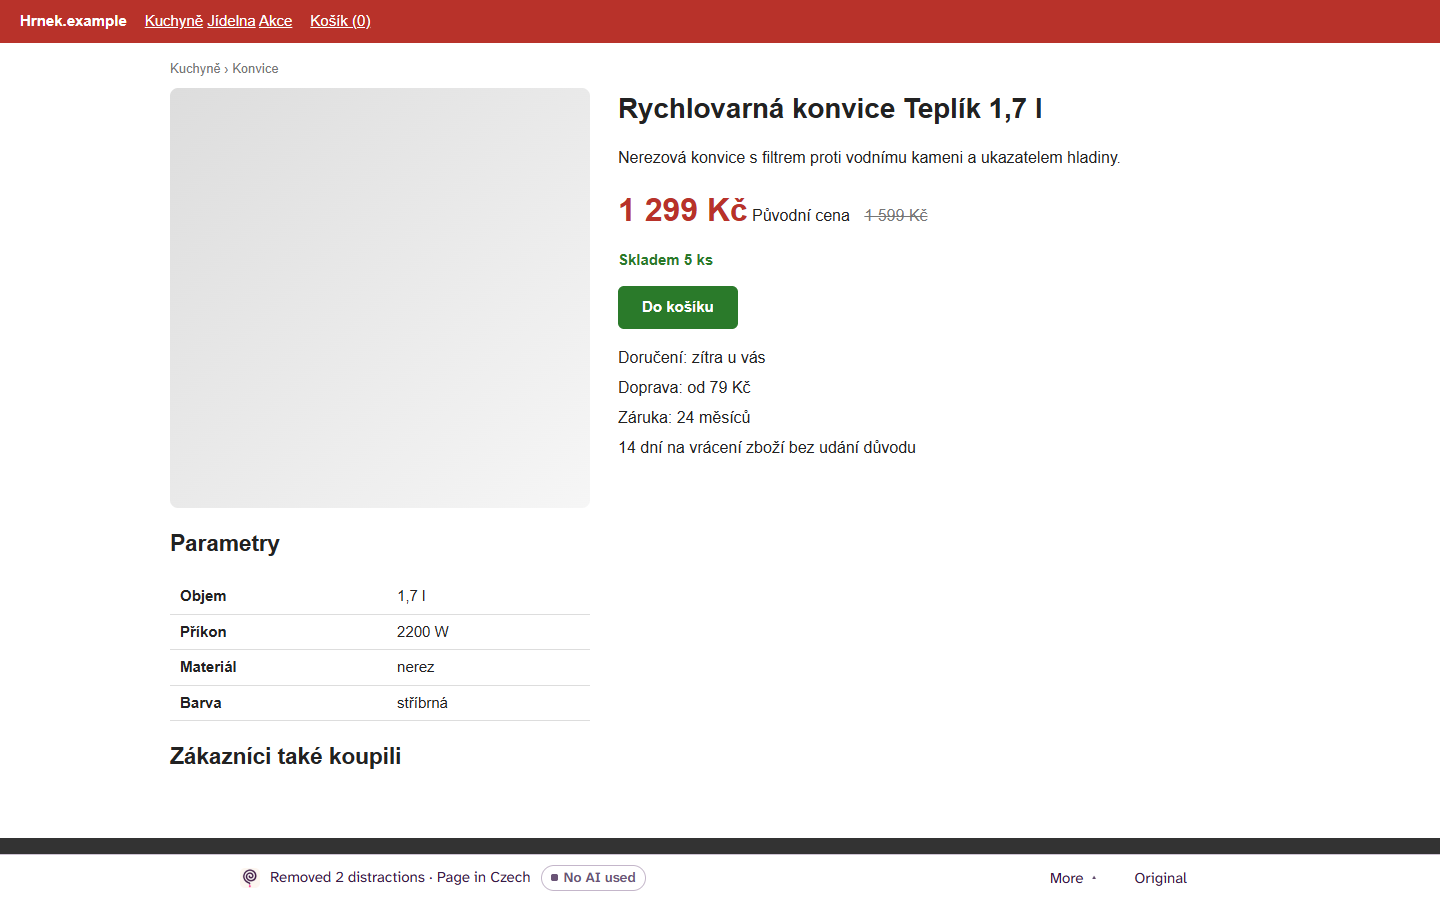 Hrnek.example Kuchyně Jídelna Akce Košík (0)
Kuchyně › Konvice
Rychlovarná konvice Teplík 1,7 l
Nerezová konvice s filtrem proti vodnímu kameni a ukazatelem hladiny.
1 299 Kč Původní cena 1 599 Kč
Skladem 5 ks
Do košíku
Doručení: zítra u vás
Doprava: od 79 Kč
Záruka: 24 měsíců
14 dní na vrácení zboží bez udání důvodu
Parametry
Objem 1,7 l
Příkon 2200 W
Materiál nerez
Barva stříbrná
Zákazníci také koupili
Removed 2 distractions · Page in Czech No AI used More Original